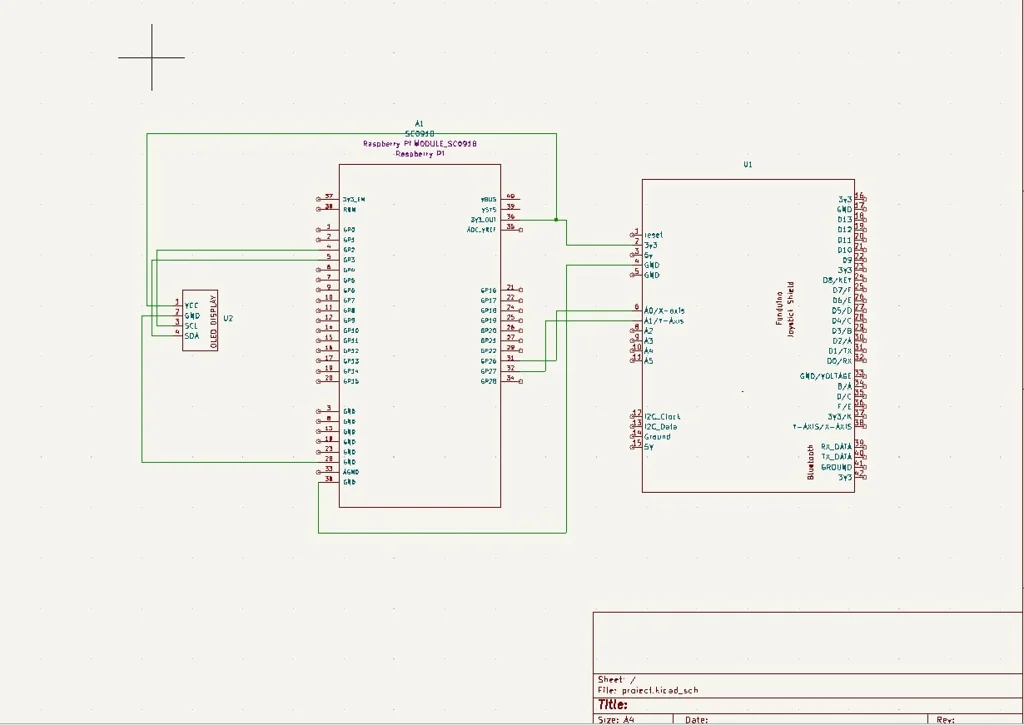 A1
SC0918
Raspberry Pi MODULE_SC0918
Raspberry Pi
U1
37 3V3_EN
30 RUN
1 GP0
2 GP1
4 GP2
5 GP3
6 GP4
7 GP5
9 GP6
10 GP7
11 GP8
12 GP9
14 GP10
15 GP11
16 GP12
17 GP13
19 GP14
20 GP15
3 GND
8 GND
13 GND
18 GND
23 GND
28 GND
33 AGND
38 GND
VBUS 40
VSYS 39
3V3_OUT 36
ADC_VREF 35
GP16 21
GP17 22
GP18 24
GP19 25
GP20 26
GP21 27
GP22 29
GP26 31
GP27 32
GP28 34
1 VCC
2 GND
3 SCL
4 SDA
OLED DISPLAY
U2
1 reset
2 3v3
3 5v
4 GND
5 GND
6 A0/X-axis
7 A1/Y-Axis
8 A2
9 A3
10 A4
11 A5
12 I2C_Clock
13 I2C_Data
14 Ground
15 5V
Funduino
Joystick Shield
3v3 16
GND 17
D13 18
D12 19
D11 20
D10 21
D9 22
3V3 23
D8/KEY 24
D7/F 25
D6/E 26
D5/D 27
D4/C 28
D3/B 29
D2/A 30
D1/TX 31
D0/RX 32
GND/VOLTAGE 33
B/A 34
D/C 35
F/E 36
3V3/K 37
Y-AXIS/X-AXIS 38
Bluetooth
RX_DATA 39
TX_DATA 40
GROUND 41
3V3 42
Sheet: /
File: project.kicad_sch
Title:
Size: A4 Date: Rev: